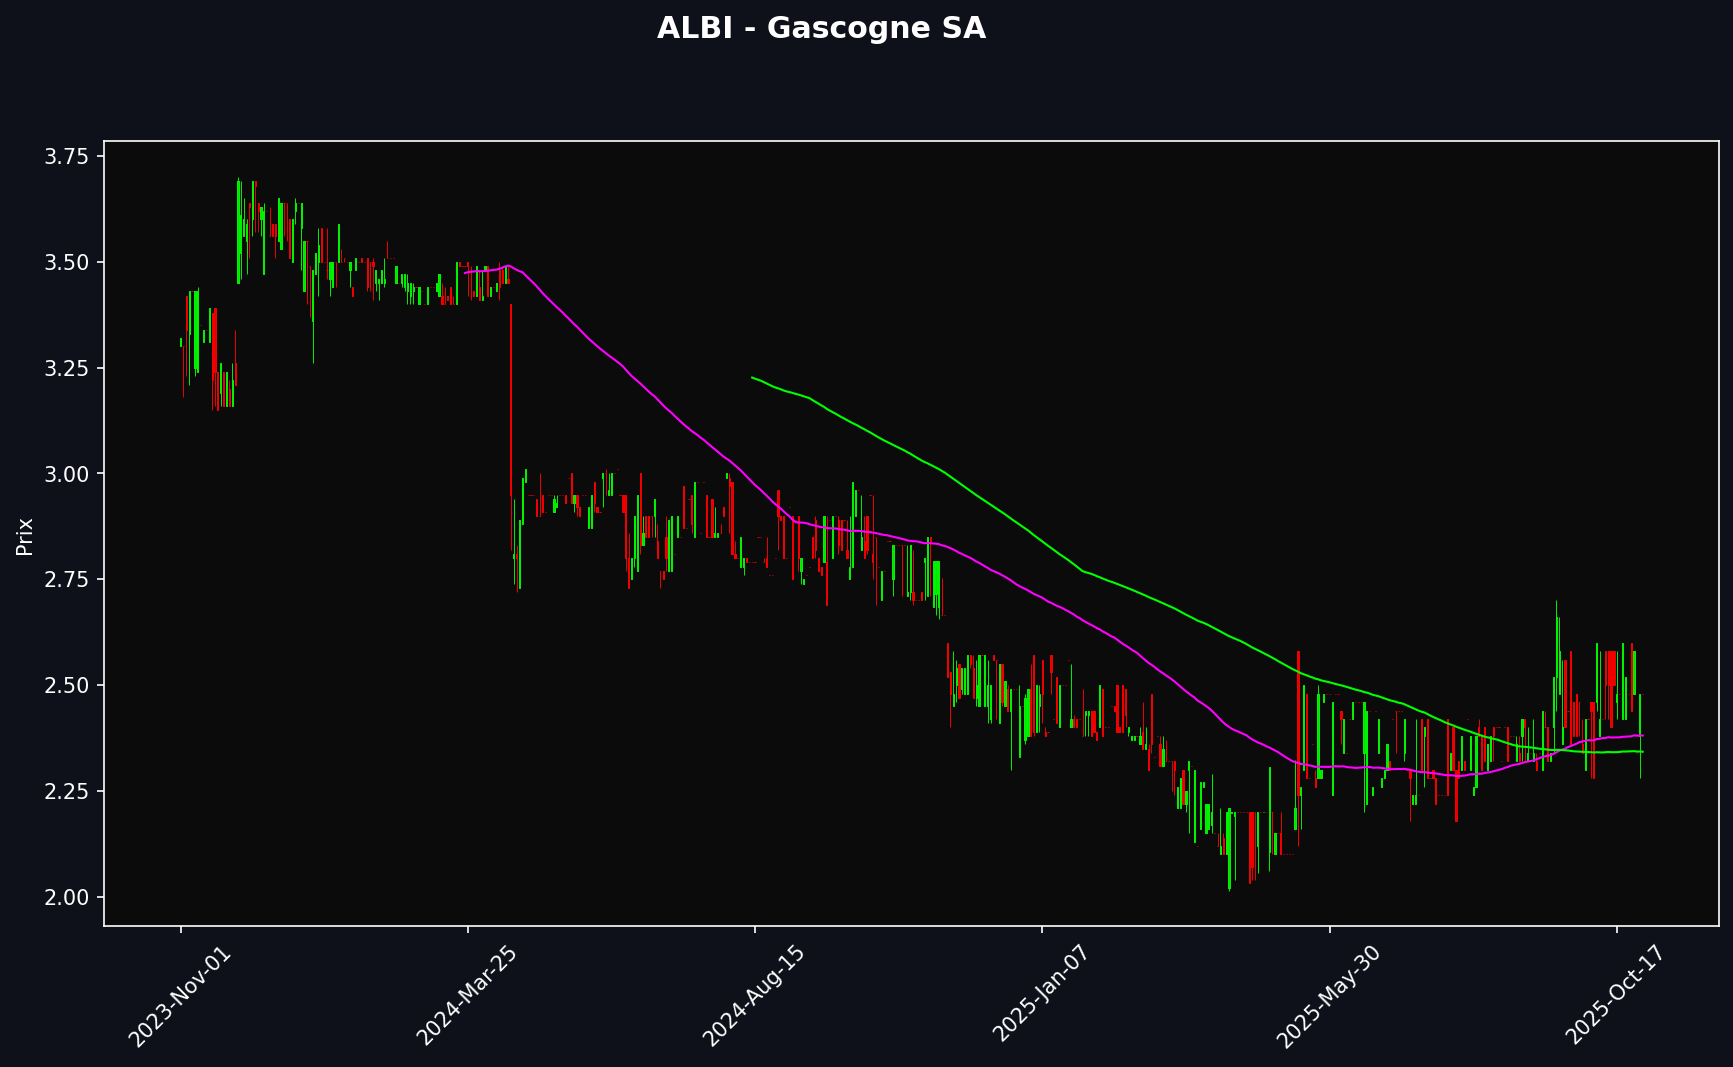 ALBI - Gascogne SA
Prix
3.75
3.50
3.25
3.00
2.75
2.50
2.25
2.00
2023-Nov-01
2024-Mar-25
2024-Aug-15
2025-Jan-07
2025-May-30
2025-Oct-17